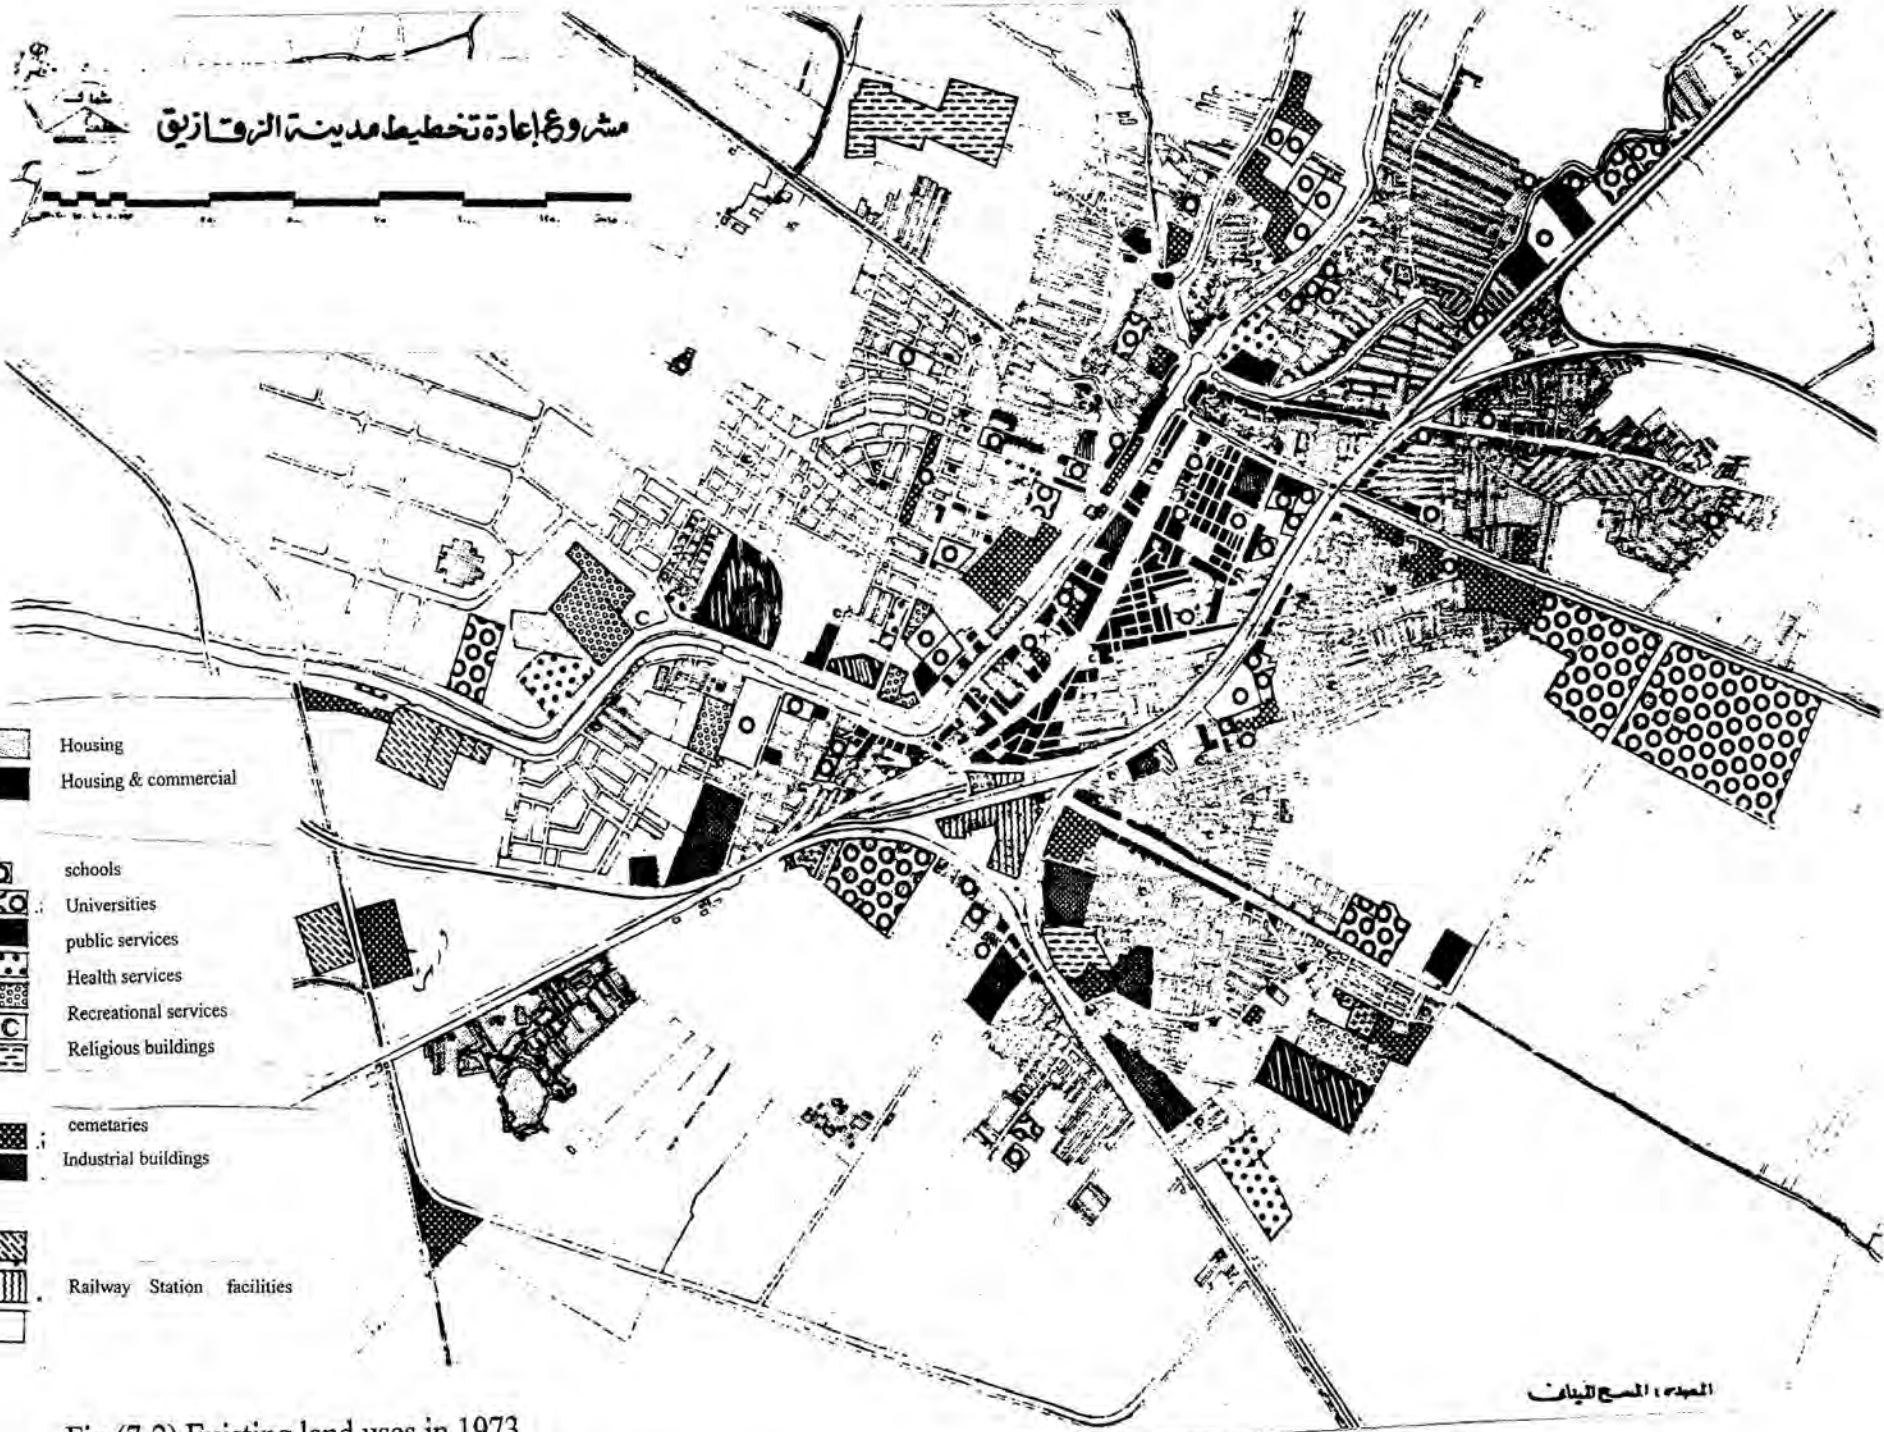 شمال
مشروع إعادة تخطيط مدينة الزقازيق
Housing
Housing & commercial
schools
Universities
public services
Health services
Recreational services
Religious buildings
cemetaries
Industrial buildings
Railway Station facilities
Fig (7-2) Existing land uses in 1973